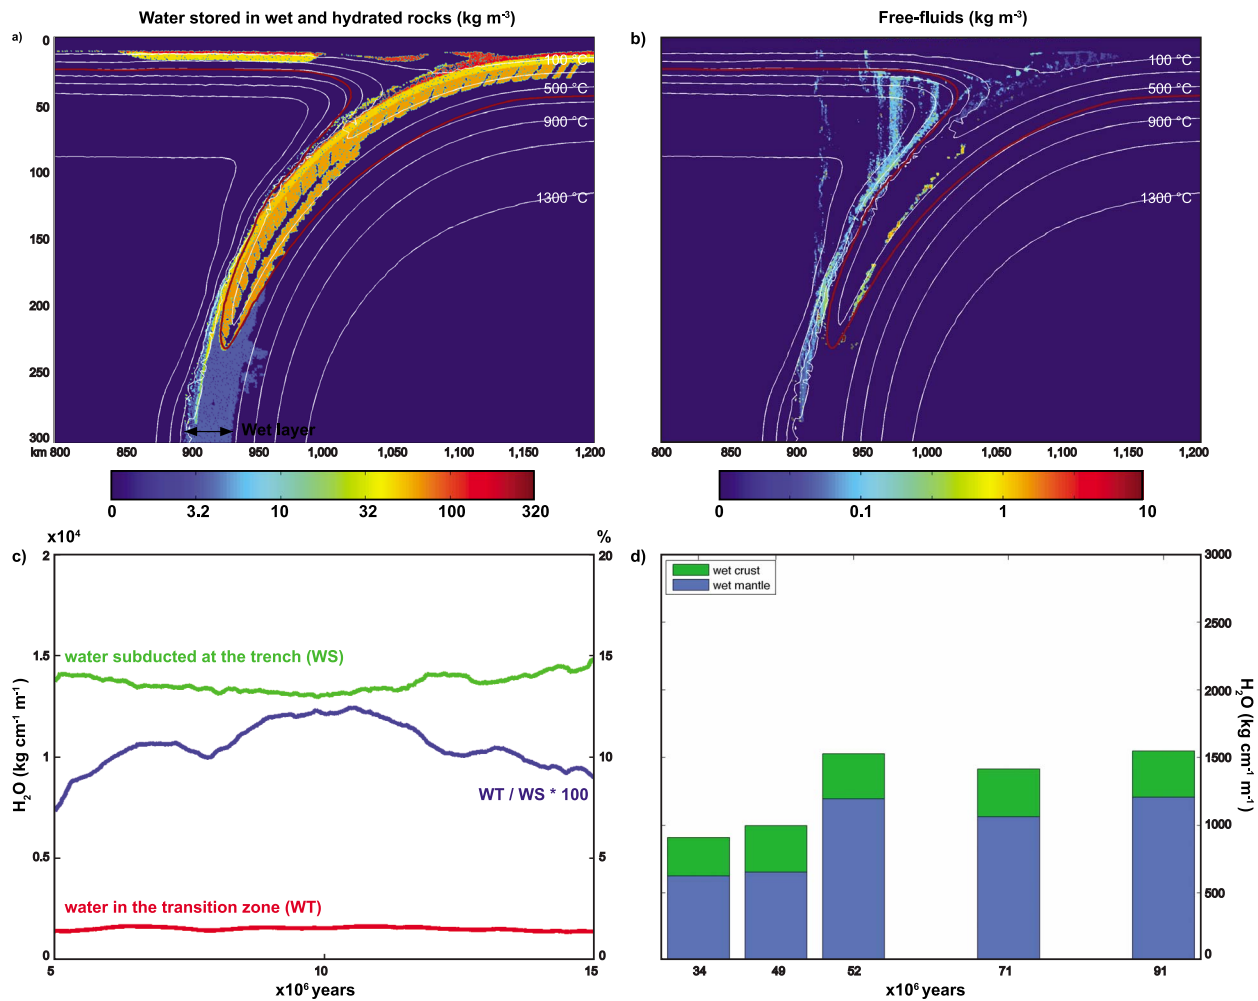 Water stored in wet and hydrated rocks (kg m-3)
Free-fluids (kg m-3)
a)
0
50
100
150
200
250
300
km 800
850
900
950
1,000
1,050
1,100
1,150
1,200
100 °C
500 °C
900 °C
1300 °C
Wet layer
b)
100 °C
500 °C
900 °C
1300 °C
800
850
900
950
1,000
1,050
1,100
1,150
1,200
0
3.2
10
32
100
320
0
0.1
1
10
c)
x10⁴
%
2
1.5
1
0.5
0
20
15
10
5
0
H₂O (kg cm-1 m-1)
water subducted at the trench (WS)
WT / WS * 100
water in the transition zone (WT)
5
10
15
x10⁶ years
d)
wet crust
wet mantle
3000
2500
2000
1500
1000
500
0
H₂O (kg cm-1 m-1)
34
49
52
71
91
x10⁶ years